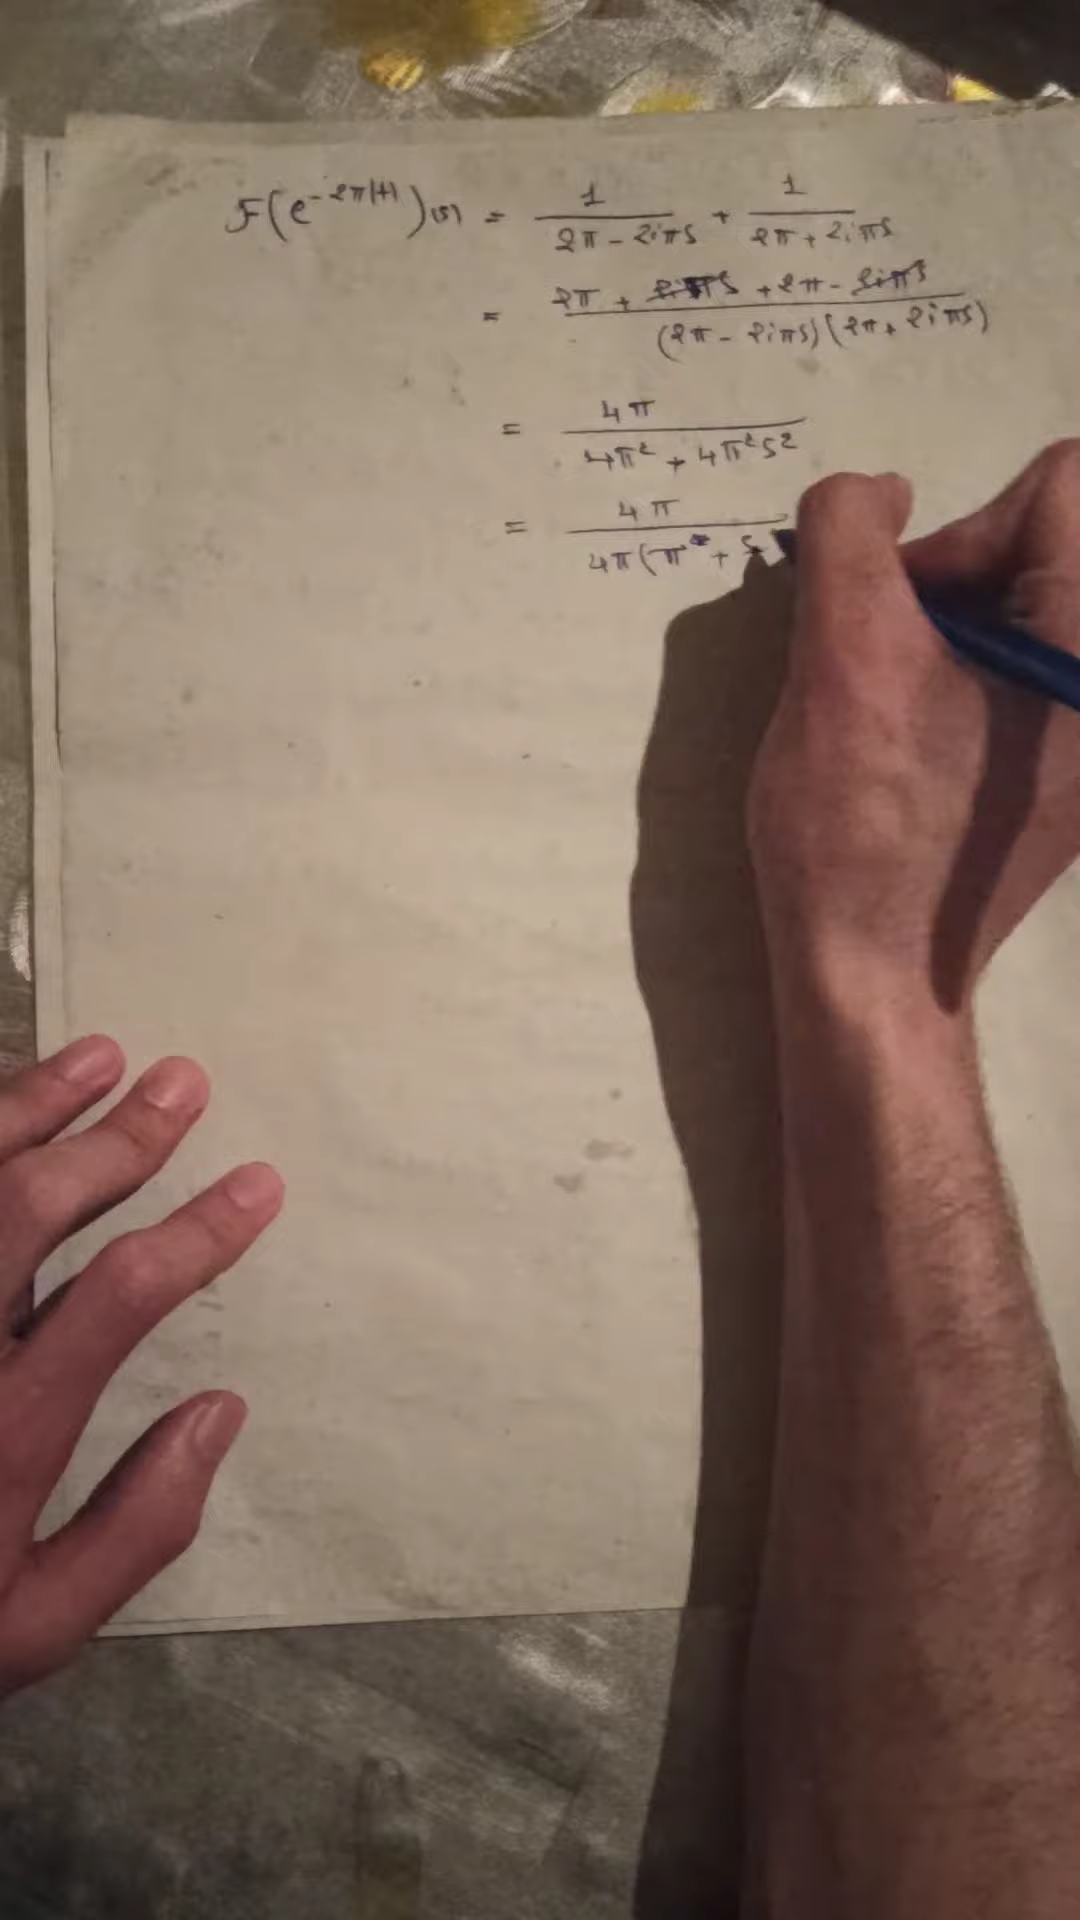 F(e^{-2π|t|})(s) = 1/(2π - 2iπs) + 1/(2π + 2iπs)
= (2π + 2iπs + 2π - 2iπs)/((2π - 2iπs)(2π + 2iπs))
= 4π/(4π² + 4π²s²)
= 4π/(4π(π + s